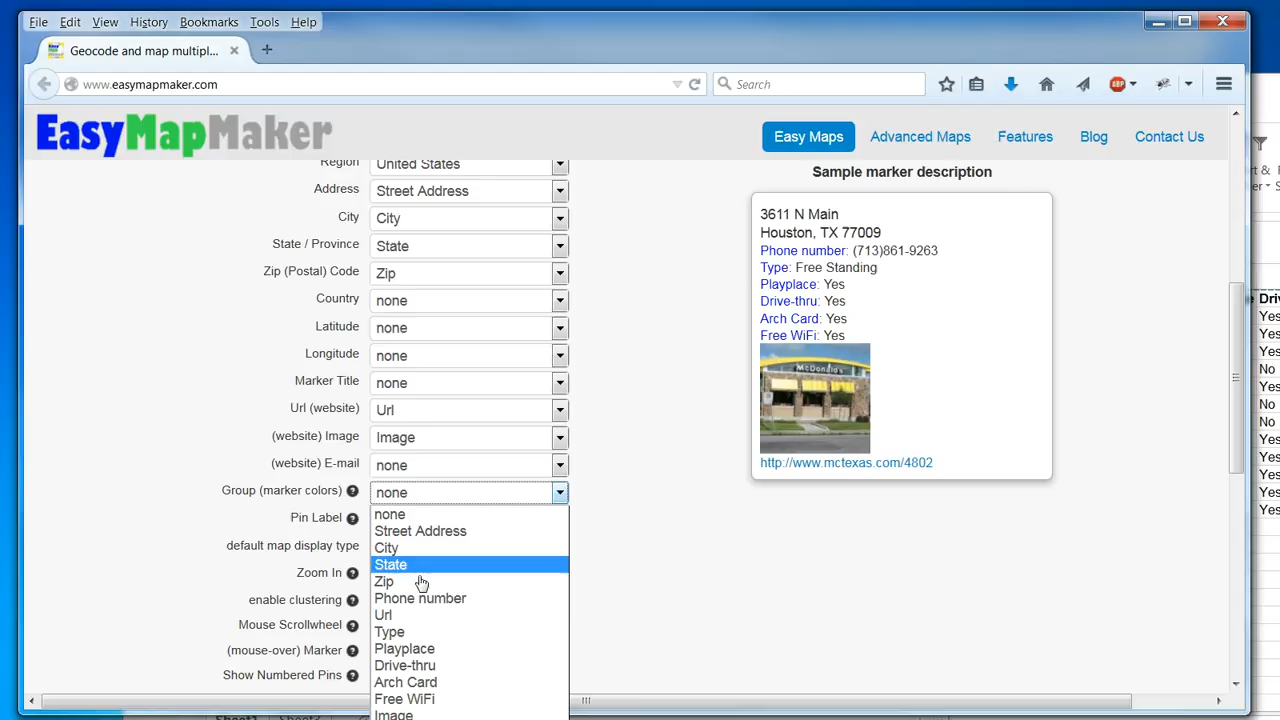 File Edit View History Bookmarks Tools Help
Geocode and map multipl...
www.easymapmaker.com
Search
ABP
EasyMapMaker
Easy Maps Advanced Maps Features Blog Contact Us
Region United States
Address Street Address
City City
State / Province State
Zip (Postal) Code Zip
Country none
Latitude none
Longitude none
Marker Title none
Url (website) Url
(website) Image Image
(website) E-mail none
Group (marker colors) ? none
Pin Label ?
default map display type
Zoom In ?
enable clustering ?
Mouse Scrollwheel ?
(mouse-over) Marker ?
Show Numbered Pins ?
none
Street Address
City
State
Zip
Phone number
Url
Type
Playplace
Drive-thru
Arch Card
Free WiFi
Image
Sample marker description
3611 N Main
Houston, TX 77009
Phone number: (713)861-9263
Type: Free Standing
Playplace: Yes
Drive-thru: Yes
Arch Card: Yes
Free WiFi: Yes
McDonald's
http://www.mctexas.com/4802
Yes
Yes
Yes
No
Yes
No
Yes
Yes
Yes
Yes
No
Yes